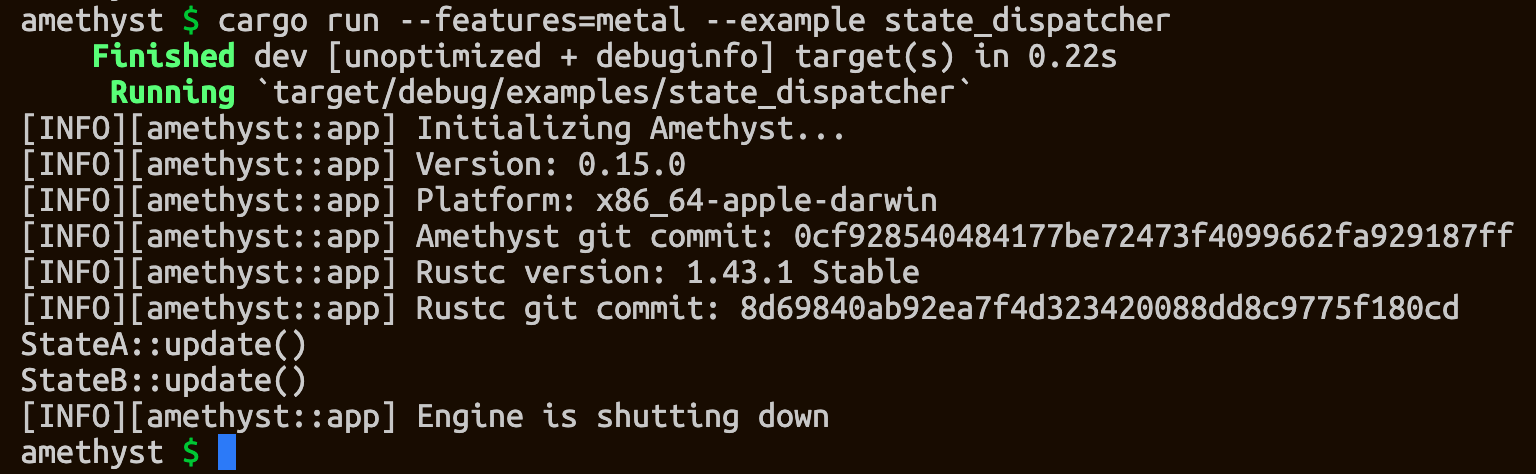 amethyst $ cargo run --features=metal --example state_dispatcher
Finished dev [unoptimized + debuginfo] target(s) in 0.22s
Running `target/debug/examples/state_dispatcher`
[INFO][amethyst::app] Initializing Amethyst...
[INFO][amethyst::app] Version: 0.15.0
[INFO][amethyst::app] Platform: x86_64-apple-darwin
[INFO][amethyst::app] Amethyst git commit: 0cf928540484177be72473f4099662fa929187ff
[INFO][amethyst::app] Rustc version: 1.43.1 Stable
[INFO][amethyst::app] Rustc git commit: 8d69840ab92ea7f4d323420088dd8c9775f180cd
StateA::update()
StateB::update()
[INFO][amethyst::app] Engine is shutting down
amethyst $